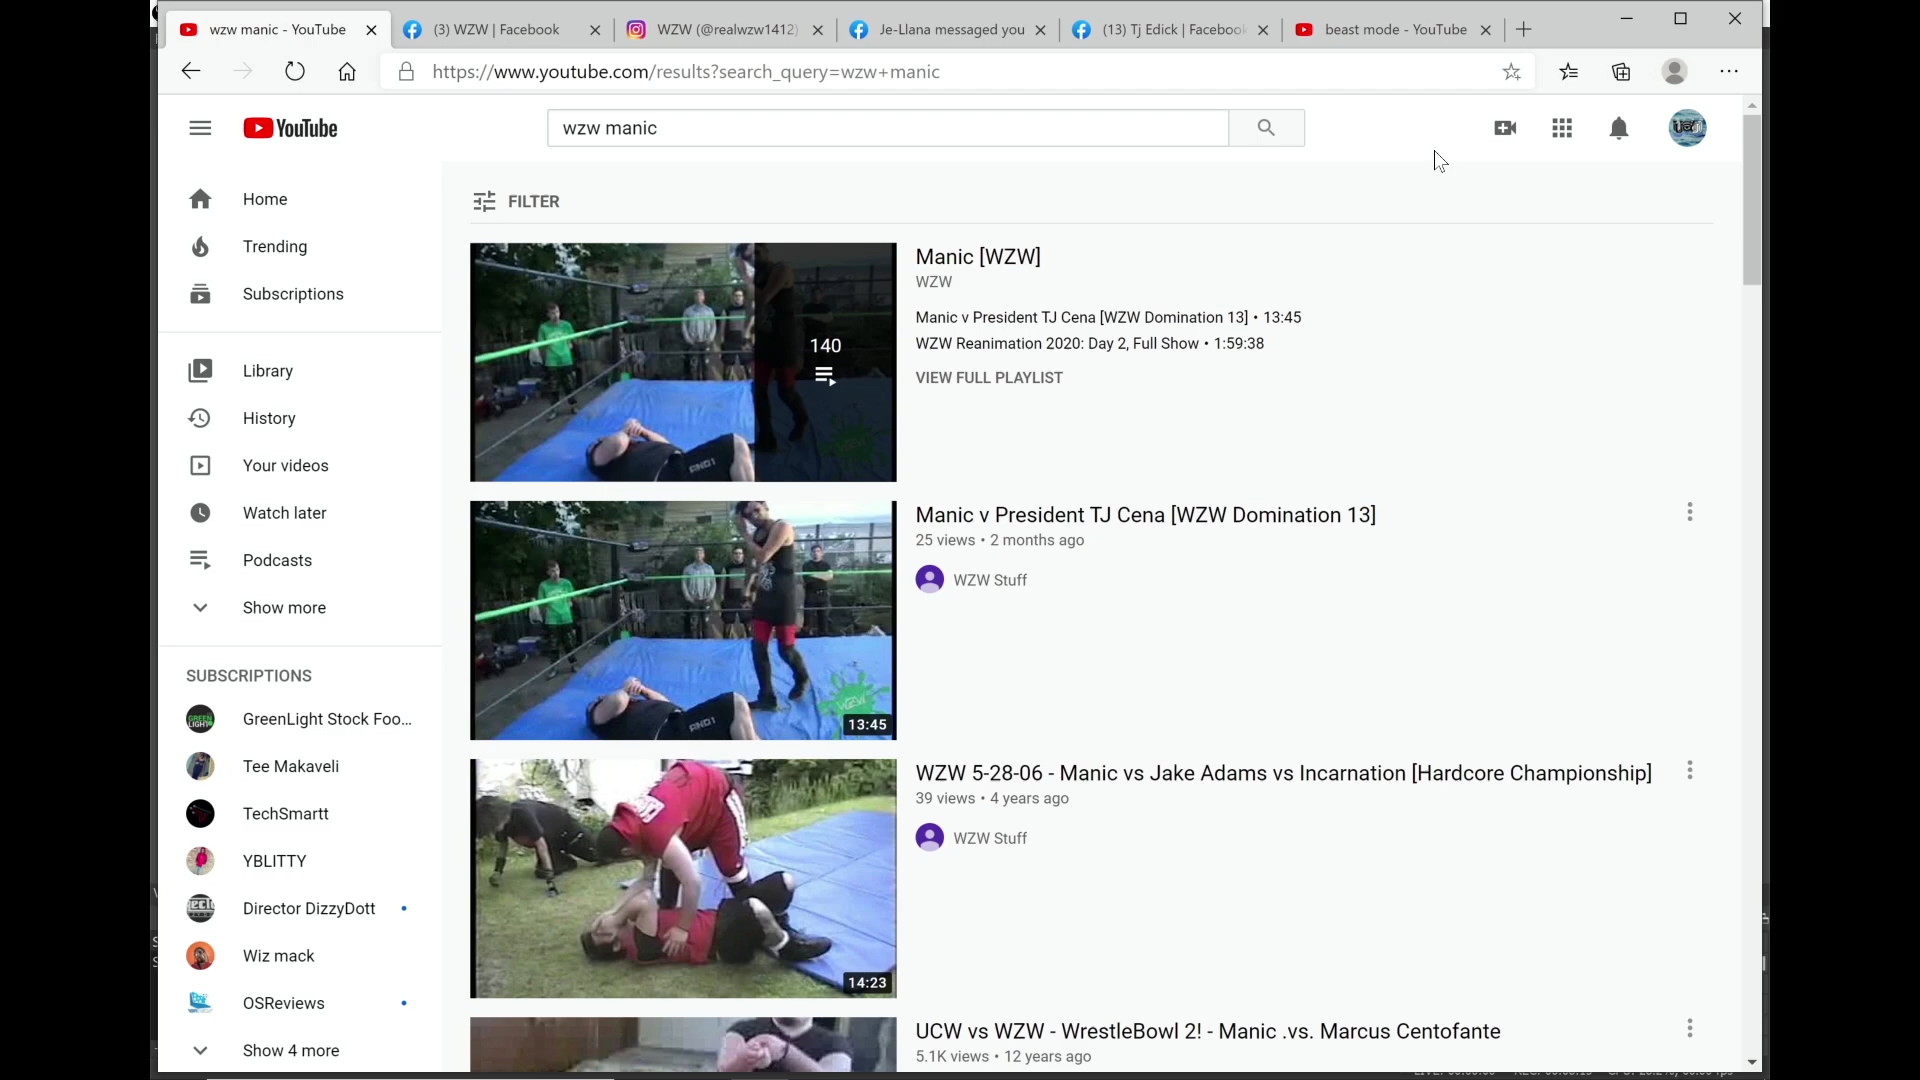 wzw manic - YouTube
(3) WZW | Facebook
WZW (@realwzw1412)
Je-Llana messaged you
(13) Tj Edick | Facebook
beast mode - YouTube
https://www.youtube.com/results?search_query=wzw+manic
YouTube
wzw manic
Home
Trending
Subscriptions
Library
History
Your videos
Watch later
Podcasts
Show more
SUBSCRIPTIONS
GREEN LIGHT
GreenLight Stock Foo...
Tee Makaveli
TechSmartt
YBLITTY
Director DizzyDott
Wiz mack
OSReviews
Show 4 more
FILTER
140
AND1
Manic [WZW]
WZW
Manic v President TJ Cena [WZW Domination 13] • 13:45
WZW Reanimation 2020: Day 2, Full Show • 1:59:38
VIEW FULL PLAYLIST
AND1
WZW
13:45
Manic v President TJ Cena [WZW Domination 13]
25 views • 2 months ago
WZW Stuff
14:23
WZW 5-28-06 - Manic vs Jake Adams vs Incarnation [Hardcore Championship]
39 views • 4 years ago
WZW Stuff
UCW vs WZW - WrestleBowl 2! - Manic .vs. Marcus Centofante
5.1K views • 12 years ago